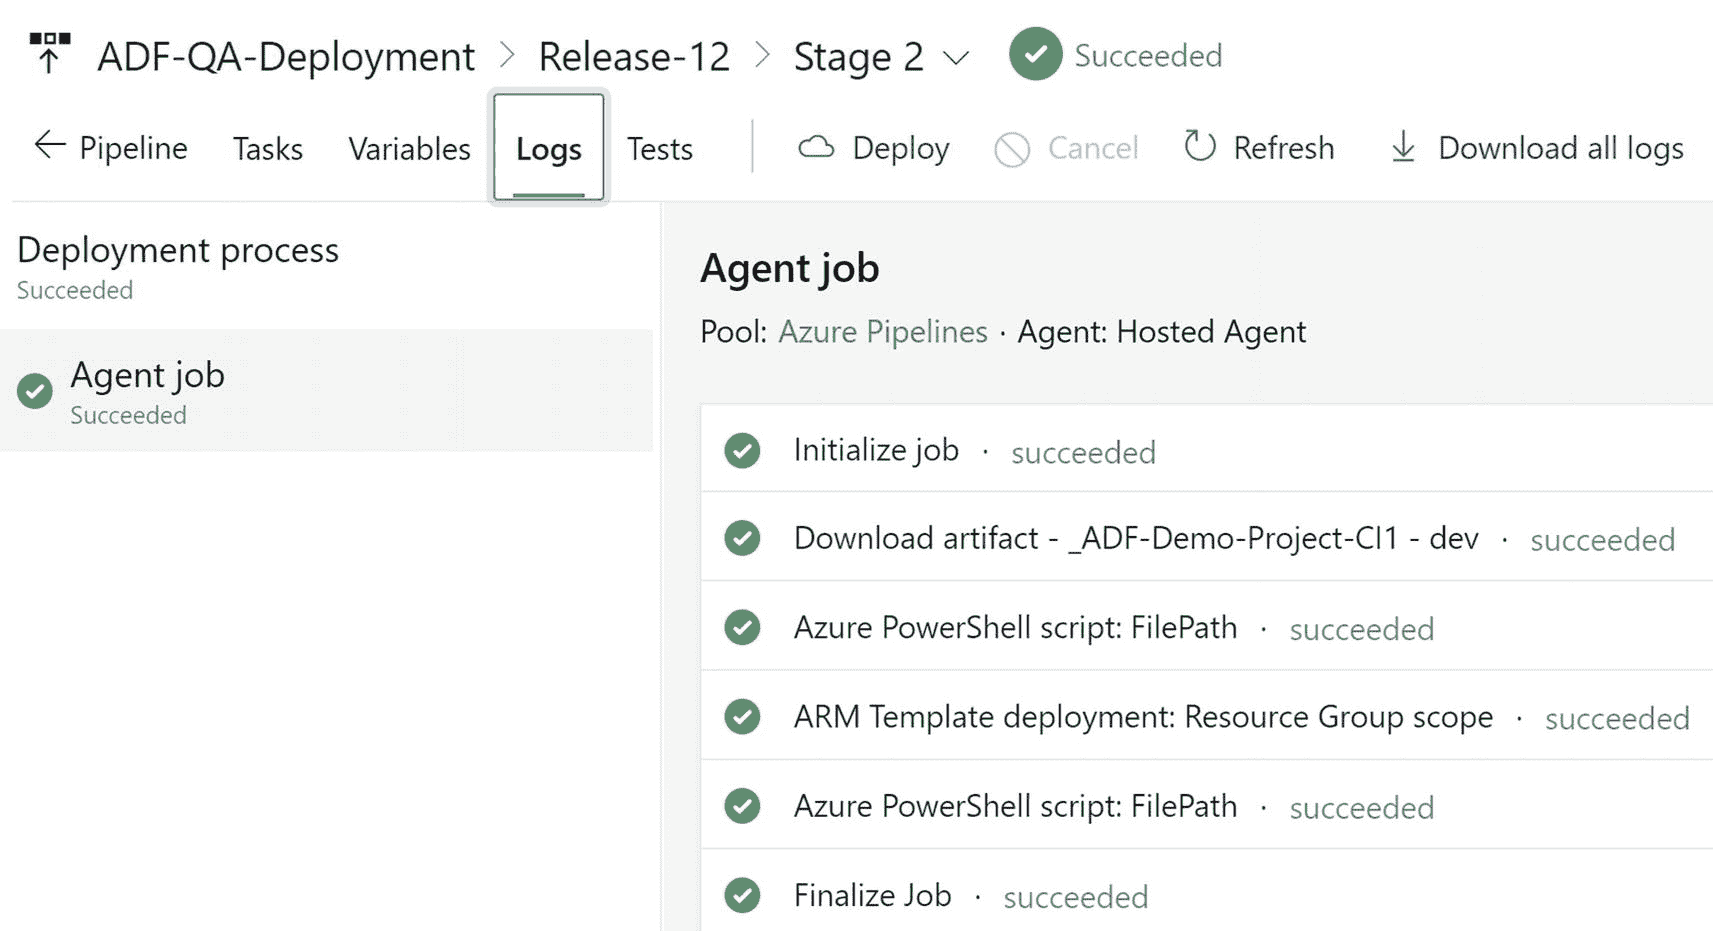 ADF-QA-Deployment > Release-12 > Stage 2 Succeeded
Pipeline Tasks Variables Logs Tests Deploy Cancel Refresh Download all logs
Deployment process
Succeeded
Agent job
Succeeded
Agent job
Pool: Azure Pipelines · Agent: Hosted Agent
Initialize job · succeeded
Download artifact - _ADF-Demo-Project-CI1 - dev · succeeded
Azure PowerShell script: FilePath · succeeded
ARM Template deployment: Resource Group scope · succeeded
Azure PowerShell script: FilePath · succeeded
Finalize Job · succeeded